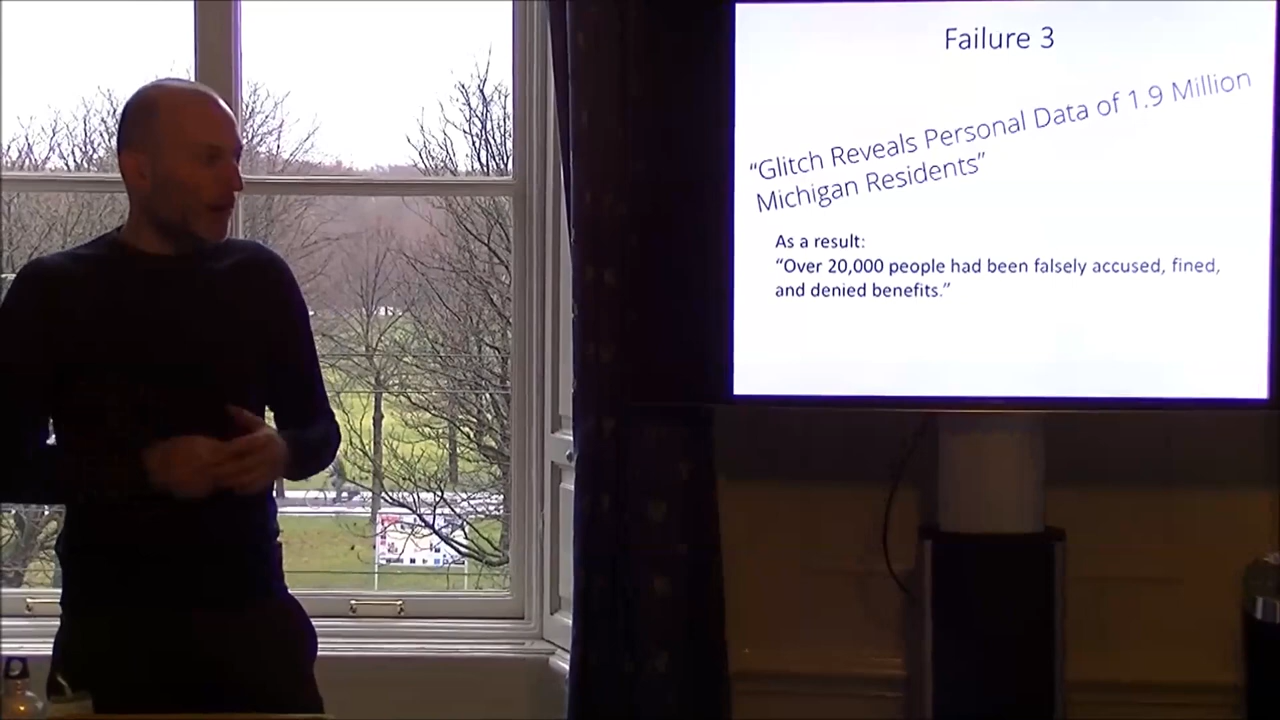 Failure 3
“Glitch Reveals Personal Data of 1.9 Million
Michigan Residents”
As a result:
“Over 20,000 people had been falsely accused, fined,
and denied benefits.”